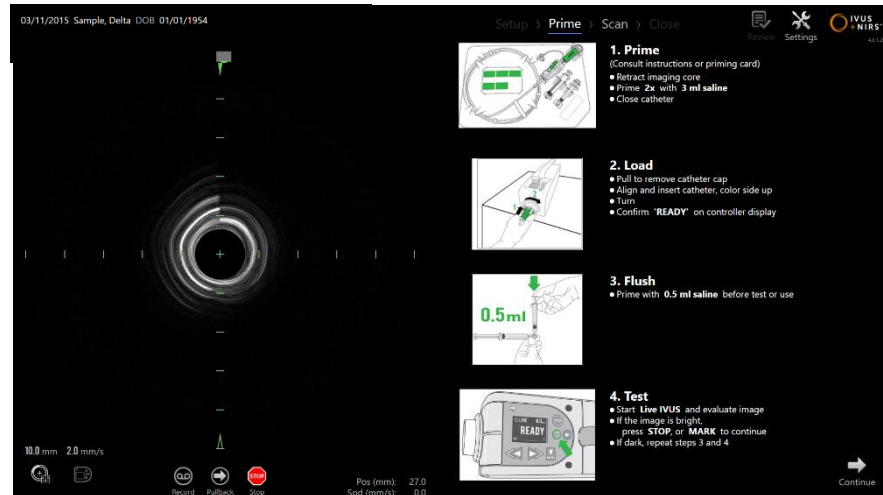 03/11/2015 Sample, Delta DOB 01/01/1954
Setup > Prime > Scan > Close
Review
Settings
IVUS
+NIRS
1. Prime
(Consult instructions or priming card)
• Retract imaging core
• Prime 2x with 3 ml saline
• Close catheter
2. Load
• Pull to remove catheter cap
• Align and insert catheter, color side up
• Turn
• Confirm "READY" on controller display
1
2
3. Flush
• Prime with 0.5 ml saline before test or use
0.5ml
4. Test
• Start Live IVUS and evaluate image
• If the image is bright,
press STOP, or MARK to continue
• If dark, repeat steps 3 and 4
READY
10.0 mm 2.0 mm/s
STOP
Record
Pullback
Stop
Pos (mm): 27.0
Spd (mm/s): 0.0
Continue